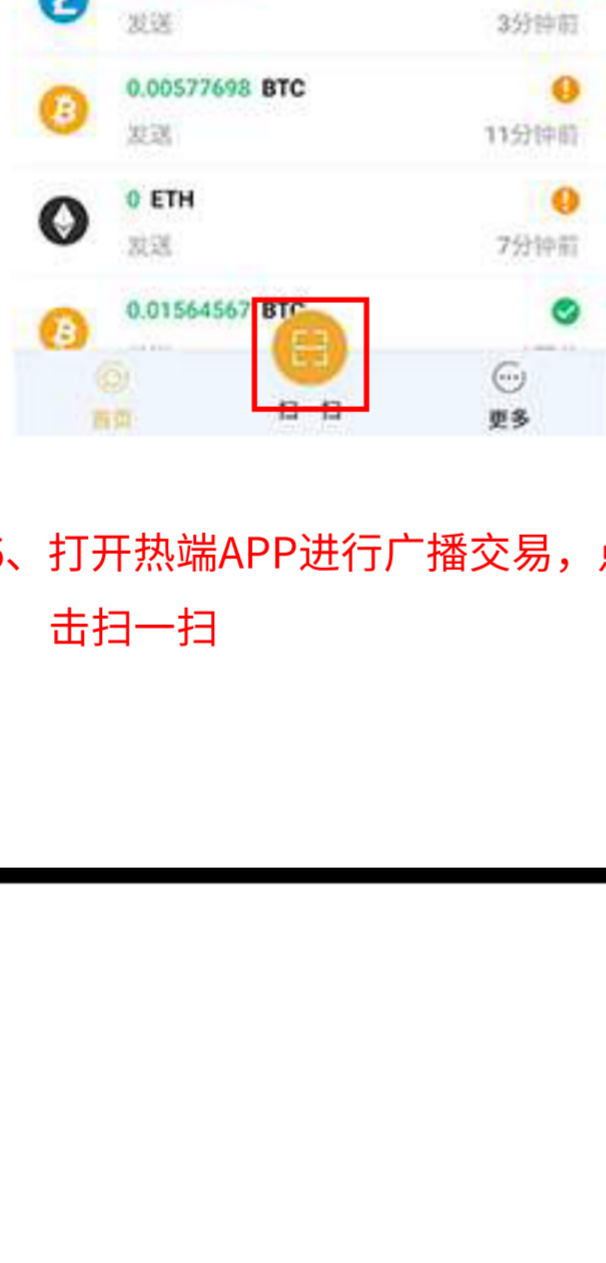 发送 3分钟前
0.00577698 BTC
发送 11分钟前
0 ETH
发送 7分钟前
0.01564567 BTC
首页 扫一扫 更多
、打开热端APP进行广播交易，点
击扫一扫